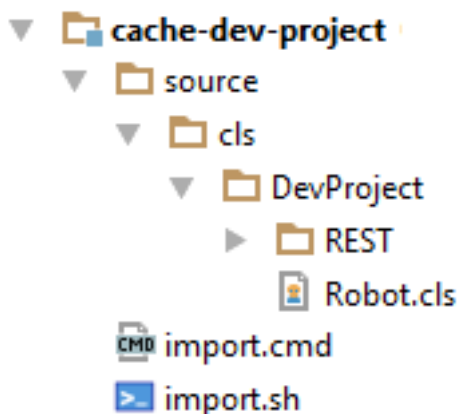 cache-dev-project
source
cls
DevProject
REST
Robot.cls
CMD import.cmd
>_ import.sh